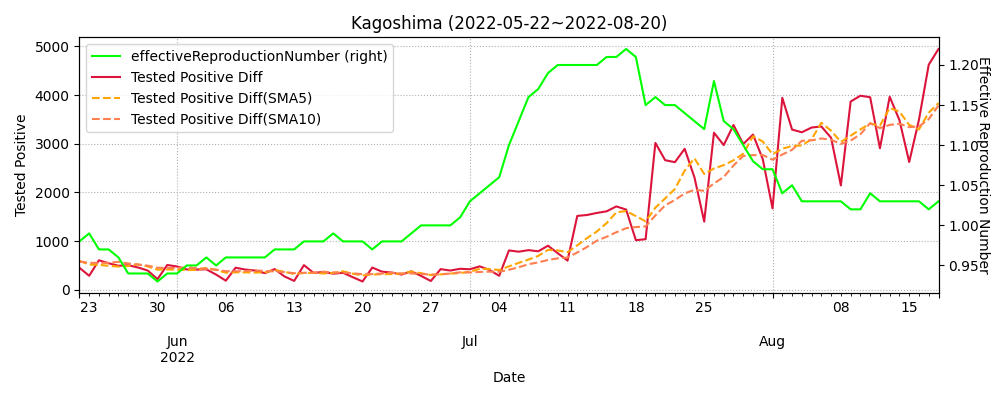 Kagoshima (2022-05-22~2022-08-20)
effectiveReproductionNumber (right)
Tested Positive Diff
Tested Positive Diff(SMA5)
Tested Positive Diff(SMA10)
Tested Positive
5000
4000
3000
2000
1000
0
Effective Reproduction Number
1.20
1.15
1.10
1.05
1.00
0.95
23 30 06 13 20 27 04 11 18 25 08 15
Jun Jul Aug
2022
Date